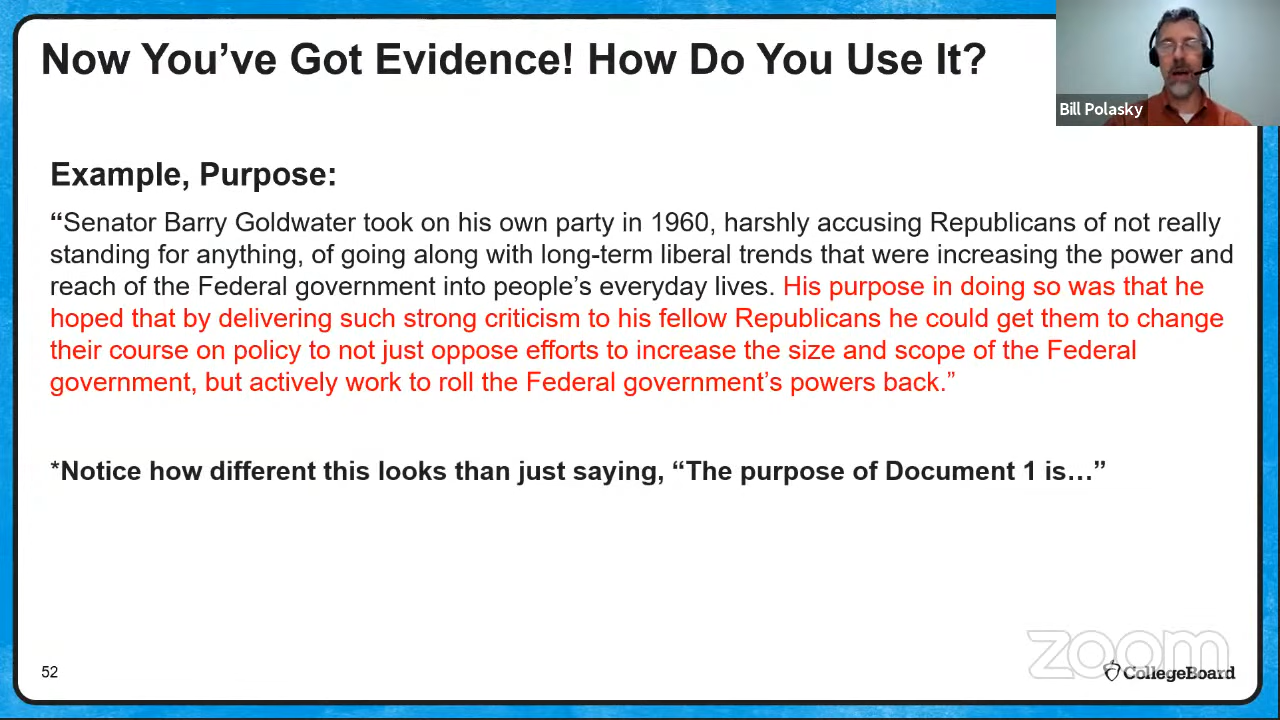 Now You’ve Got Evidence! How Do You Use It?
Bill Polasky
Example, Purpose:
“Senator Barry Goldwater took on his own party in 1960, harshly accusing Republicans of not really
standing for anything, of going along with long-term liberal trends that were increasing the power and
reach of the Federal government into people’s everyday lives. His purpose in doing so was that he
hoped that by delivering such strong criticism to his fellow Republicans he could get them to change
their course on policy to not just oppose efforts to increase the size and scope of the Federal
government, but actively work to roll the Federal government’s powers back.”
*Notice how different this looks than just saying, “The purpose of Document 1 is…”
zoom
52
CollegeBoard